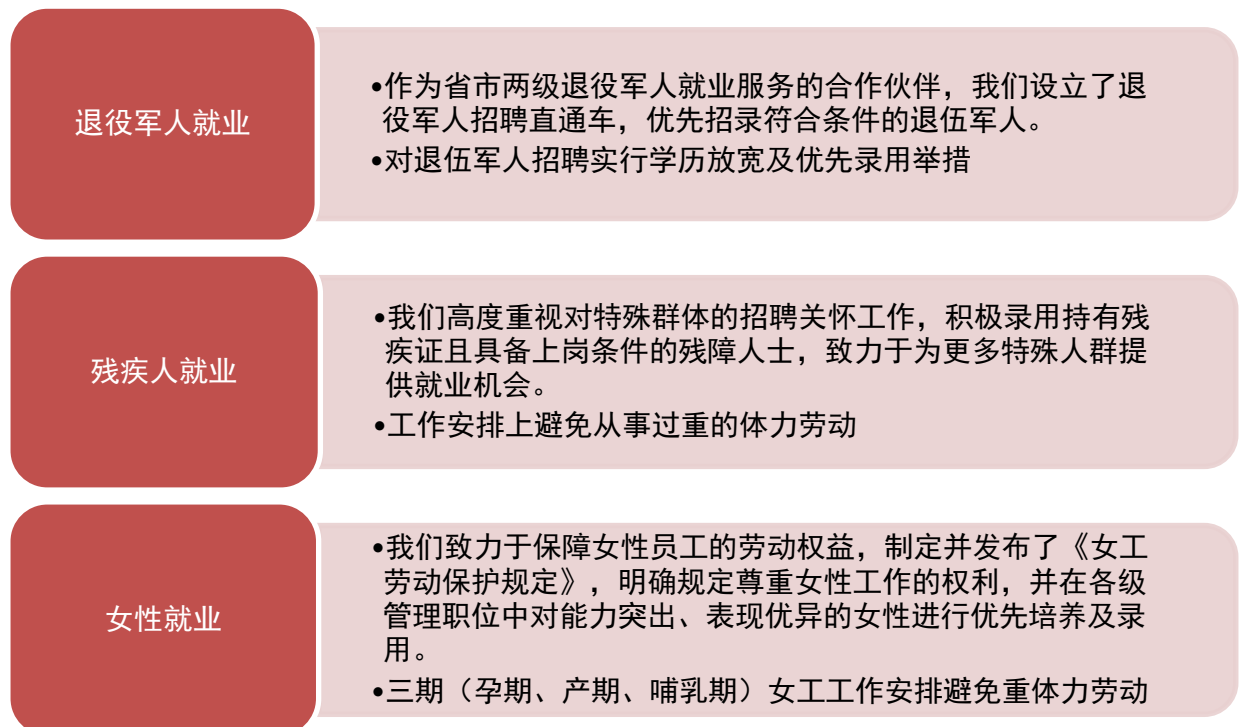 退役军人就业
•作为省市两级退役军人就业服务的合作伙伴，我们设立了退
役军人招聘直通车，优先招录符合条件的退伍军人。
•对退伍军人招聘实行学历放宽及优先录用举措
残疾人就业
•我们高度重视对特殊群体的招聘关怀工作，积极录用持有残
疾证且具备上岗条件的残障人士，致力于为更多特殊人群提
供就业机会。
•工作安排上避免从事过重的体力劳动
女性就业
•我们致力于保障女性员工的劳动权益，制定并发布了《女工
劳动保护规定》，明确规定尊重女性工作的权利，并在各级
管理职位中对能力突出、表现优异的女性进行优先培养及录
用。
•三期（孕期、产期、哺乳期）女工工作安排避免重体力劳动